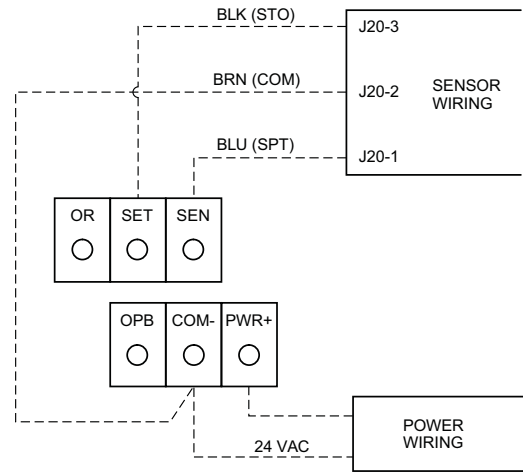 BLK (STO)
J20-3
BRN (COM)
J20-2
SENSOR
WIRING
BLU (SPT)
J20-1
OR
SET
SEN
OPB
COM-
PWR+
24 VAC
POWER
WIRING